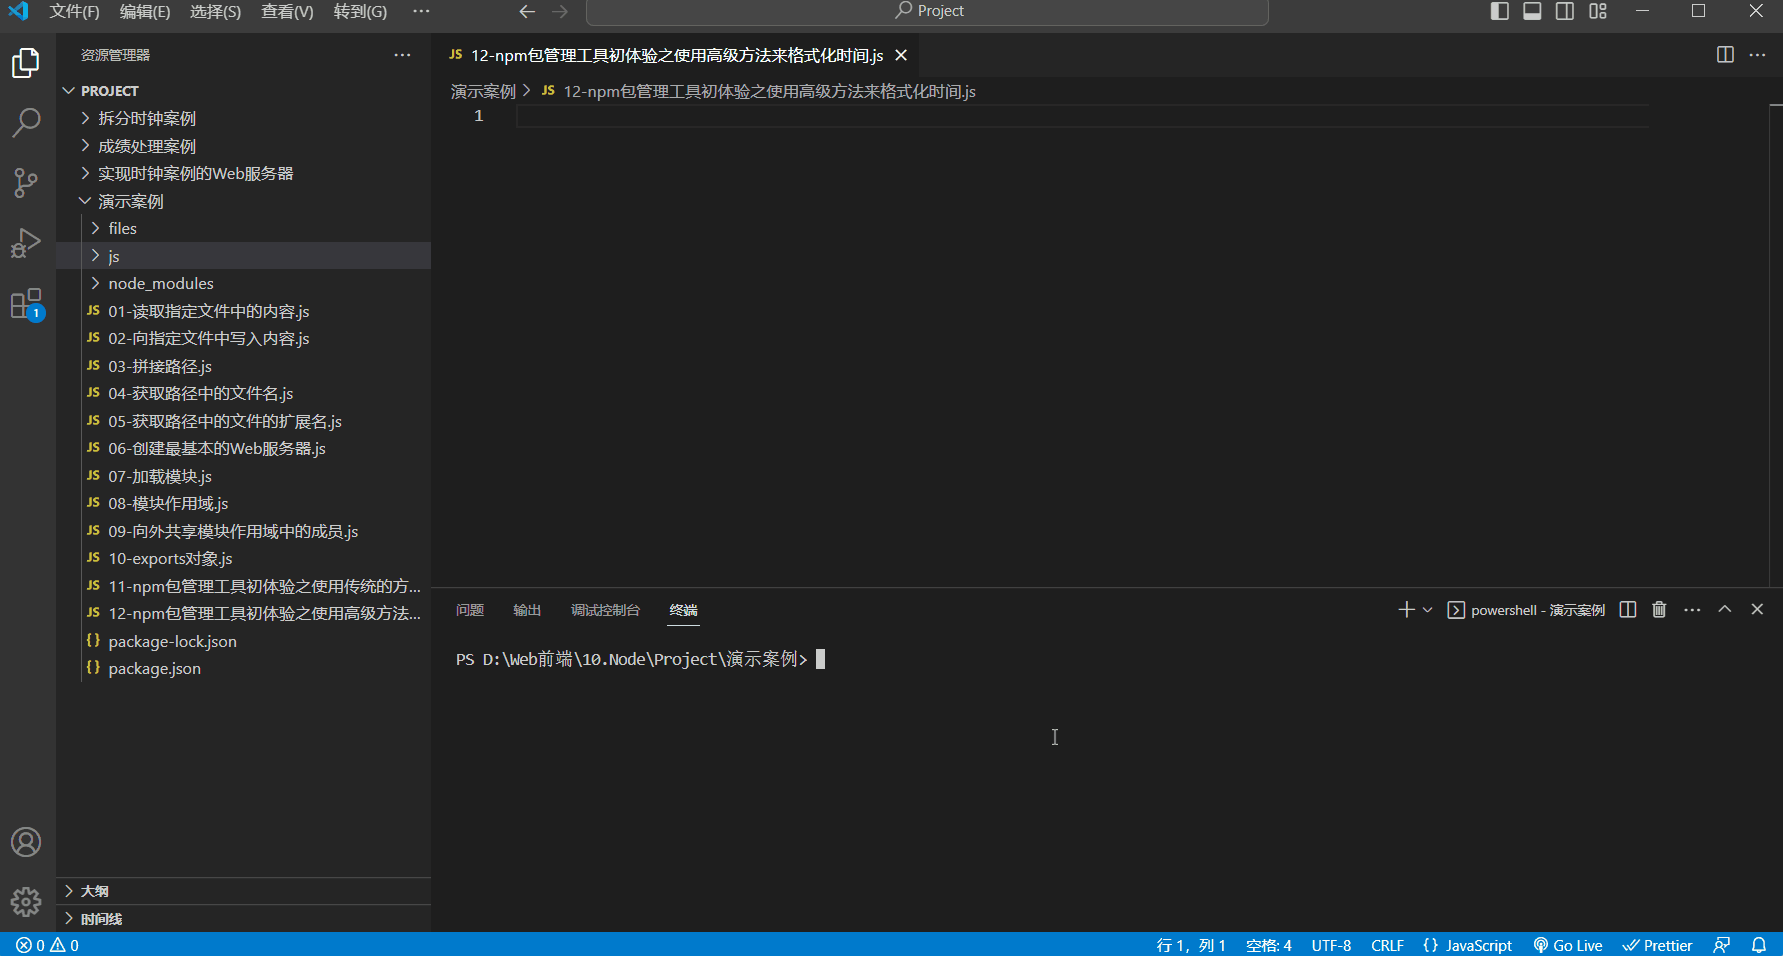 文件(F) 编辑(E) 选择(S) 查看(V) 转到(G) ··· Project
资源管理器 ···
JS 12-npm包管理工具初体验之使用高级方法来格式化时间.js
PROJECT
演示案例 > JS 12-npm包管理工具初体验之使用高级方法来格式化时间.js
1
拆分时钟案例
成绩处理案例
实现时钟案例的Web服务器
演示案例
files
js
node_modules
JS 01-读取指定文件中的内容.js
JS 02-向指定文件中写入内容.js
JS 03-拼接路径.js
JS 04-获取路径中的文件名.js
JS 05-获取路径中的文件的扩展名.js
JS 06-创建最基本的Web服务器.js
JS 07-加载模块.js
JS 08-模块作用域.js
JS 09-向外共享模块作用域中的成员.js
JS 10-exports对象.js
JS 11-npm包管理工具初体验之使用传统的方...
JS 12-npm包管理工具初体验之使用高级方法...
{} package-lock.json
{} package.json
1
问题 输出 调试控制台 终端 powershell - 演示案例
PS D:\Web前端\10.Node\Project\演示案例>
大纲
时间线
0 0 行 1，列 1 空格: 4 UTF-8 CRLF {} JavaScript Go Live Prettier